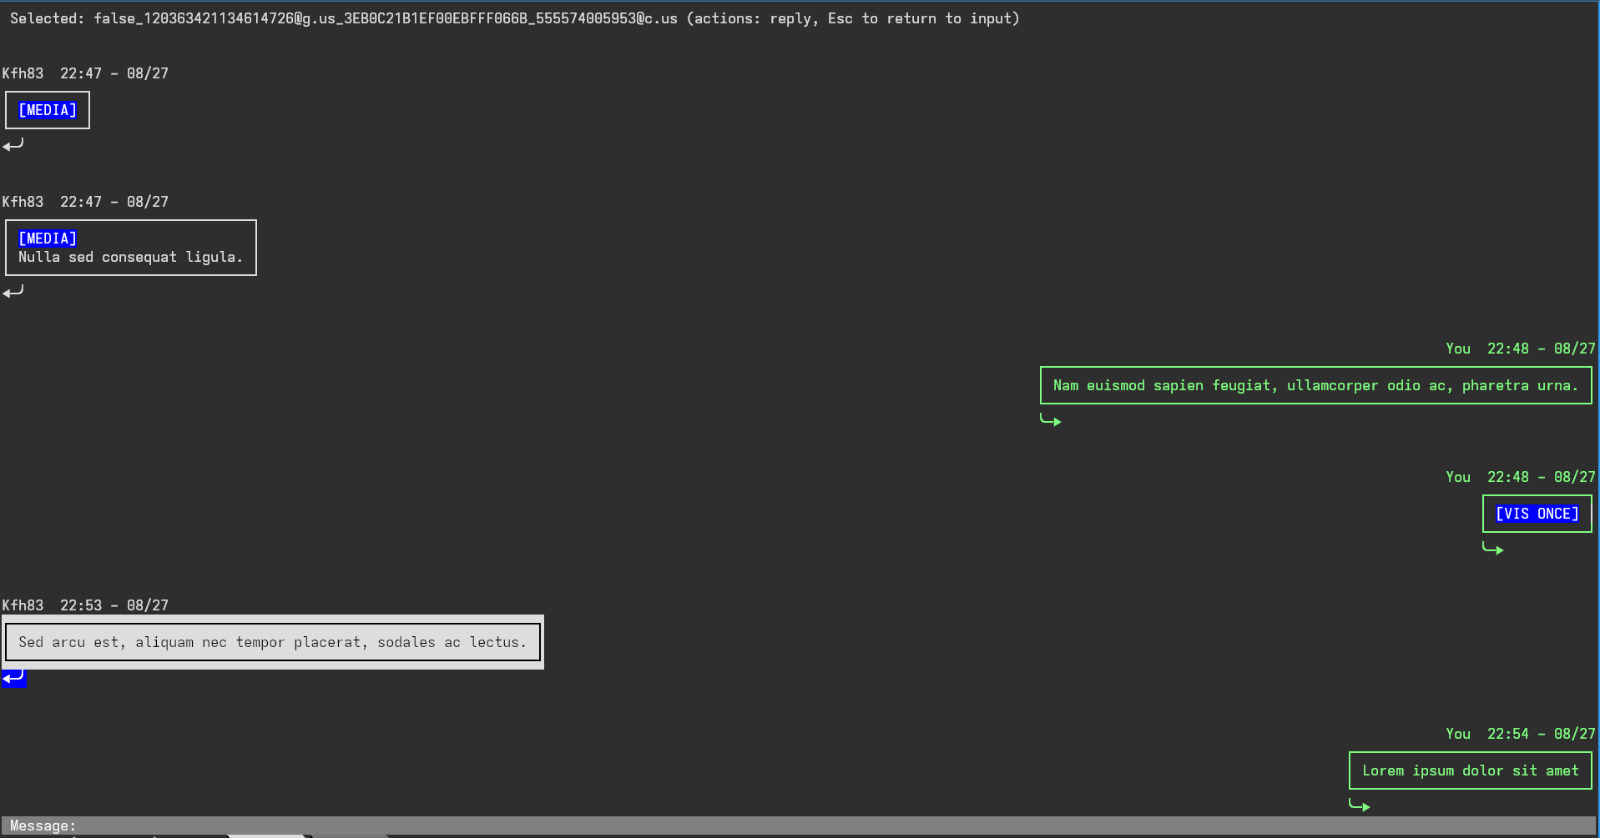 Selected: false_120363421134614726@g.us_3EB0C21B1EF00EBFFF066B_555574005953@c.us (actions: reply, Esc to return to input)
Kfh83 22:47 - 08/27
[MEDIA]
Kfh83 22:47 - 08/27
[MEDIA]
Nulla sed consequat ligula.
You 22:48 - 08/27
Nam euismod sapien feugiat, ullamcorper odio ac, pharetra urna.
You 22:48 - 08/27
[VIS ONCE]
Kfh83 22:53 - 08/27
Sed arcu est, aliquam nec tempor placerat, sodales ac lectus.
You 22:54 - 08/27
Lorem ipsum dolor sit amet
Message: